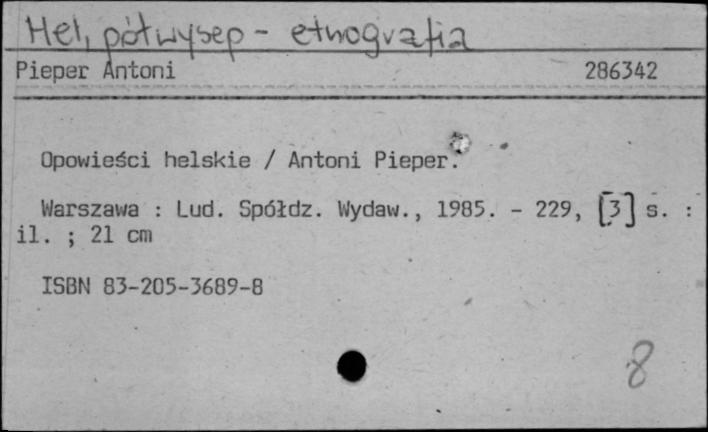 Hel, półwysep - etnografia
Pieper Antoni 286342
Opowieści helskie / Antoni Pieper.
Warszawa : Lud. Spółdz. Wydaw., 1985. - 229, [3] s. :
il. ; 21 cm
ISBN 83-205-3689-8
8